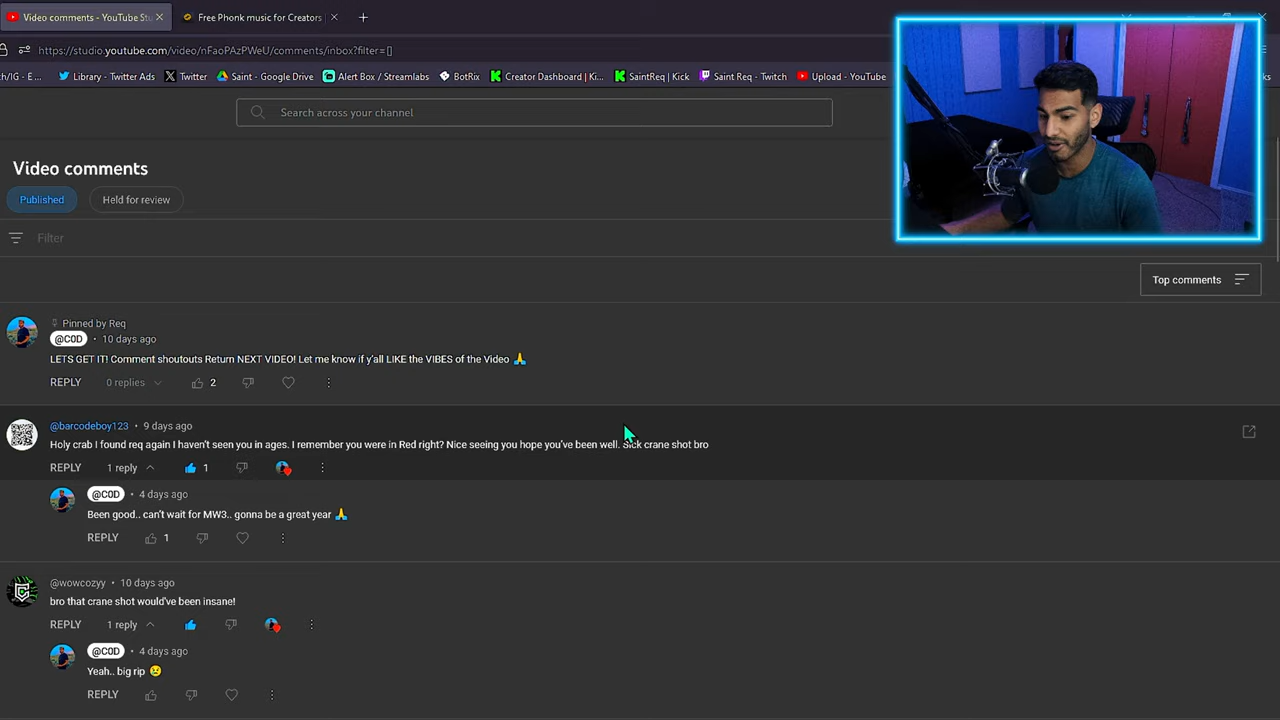 Video comments - YouTube Stu
Free Phonk music for Creators
https://studio.youtube.com/video/nFaoPAzPWeU/comments/inbox?filter=[]
ch/IG - E ...
Library - Twitter Ads
Twitter
Saint - Google Drive
Alert Box / Streamlabs
BotRix
Creator Dashboard | Ki...
SaintReq | Kick
Saint Req - Twitch
Upload - YouTube
ks
Search across your channel
Video comments
Published
Held for review
Filter
Top comments
Pinned by Req
@C0D • 10 days ago
LETS GET IT! Comment shoutouts Return NEXT VIDEO! Let me know if y'all LIKE the VIBES of the Video 🙏
REPLY 0 replies 2
@barcodeboy123 • 9 days ago
Holy crab I found req again I haven't seen you in ages. I remember you were in Red right? Nice seeing you hope you've been well. Sick crane shot bro
REPLY 1 reply 1
@C0D • 4 days ago
Been good.. can't wait for MW3.. gonna be a great year 🙏
REPLY 1
@wowcozyy • 10 days ago
bro that crane shot would've been insane!
REPLY 1 reply
@C0D • 4 days ago
Yeah.. big rip 😢
REPLY